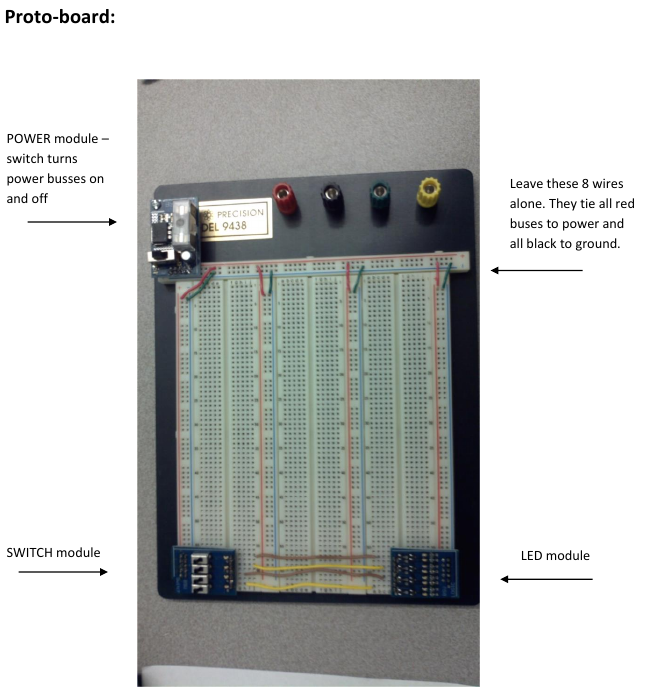 Proto-board:
POWER module –
switch turns
power busses on
and off
Leave these 8 wires
alone. They tie all red
buses to power and
all black to ground.
PRECISION
DEL 9438
SWITCH module
LED module